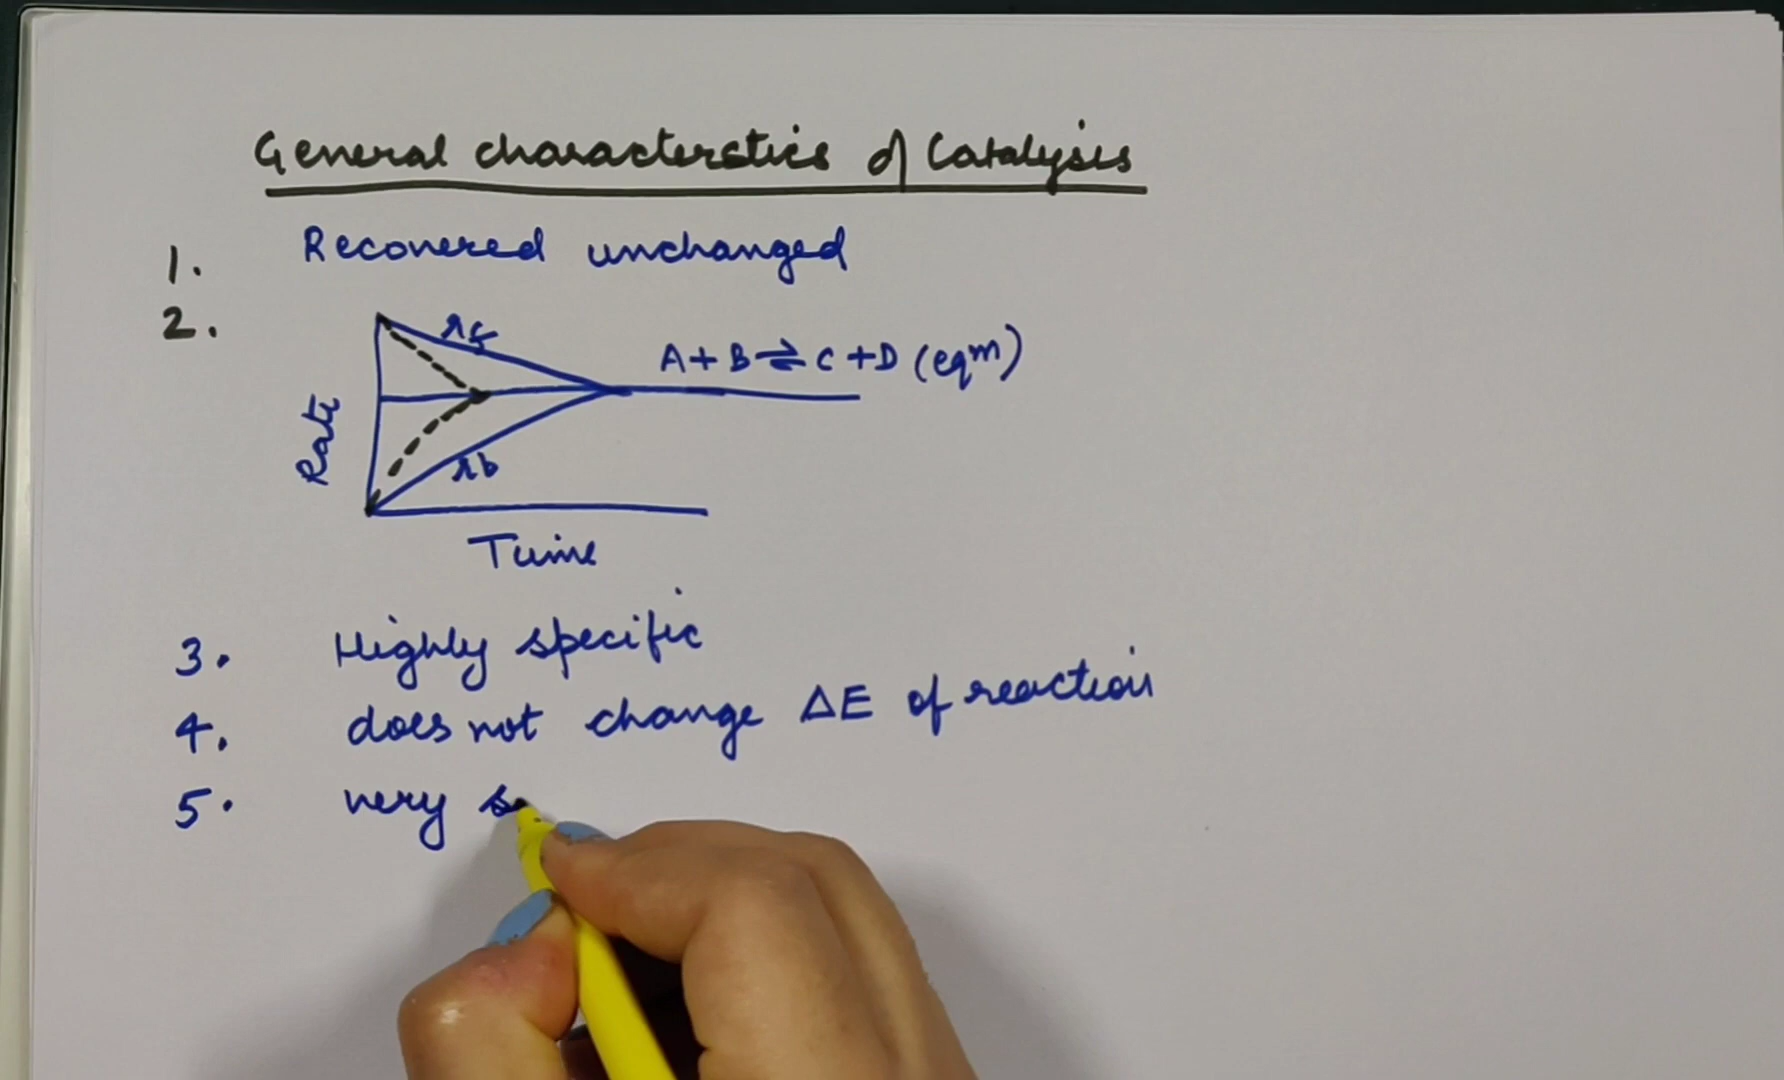 General characterstics of Catalysis
1. Recovered unchanged
2.
rf
A + B ⇌ C + D (eqm)
Rate
rb
Time
3. Highly specific
4. does not change ΔE of reaction
5. very s